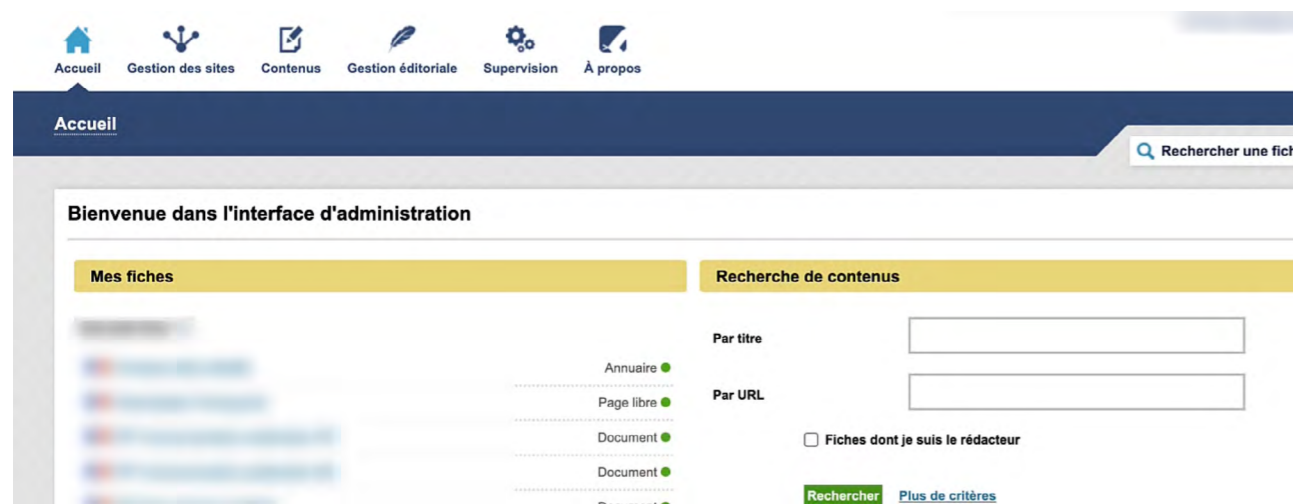 Accueil
Gestion des sites
Contenus
Gestion éditoriale
Supervision
À propos
Accueil
Rechercher une fich
Bienvenue dans l'interface d'administration
Mes fiches
Annuaire
Page libre
Document
Document
Document
Recherche de contenus
Par titre
Par URL
Fiches dont je suis le rédacteur
Rechercher
Plus de critères